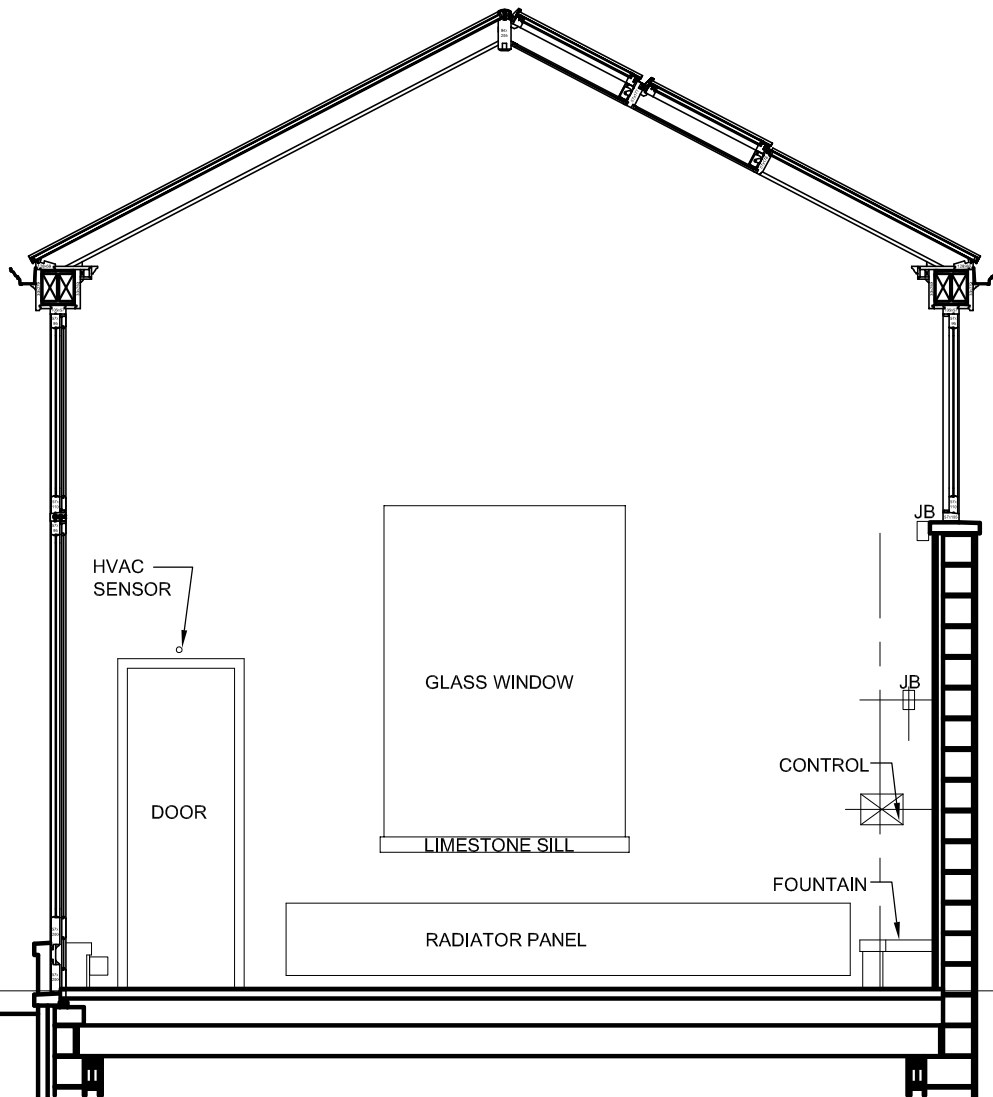 JB
HVAC
SENSOR
GLASS WINDOW
JB
CONTROL
DOOR
LIMESTONE SILL
FOUNTAIN
RADIATOR PANEL